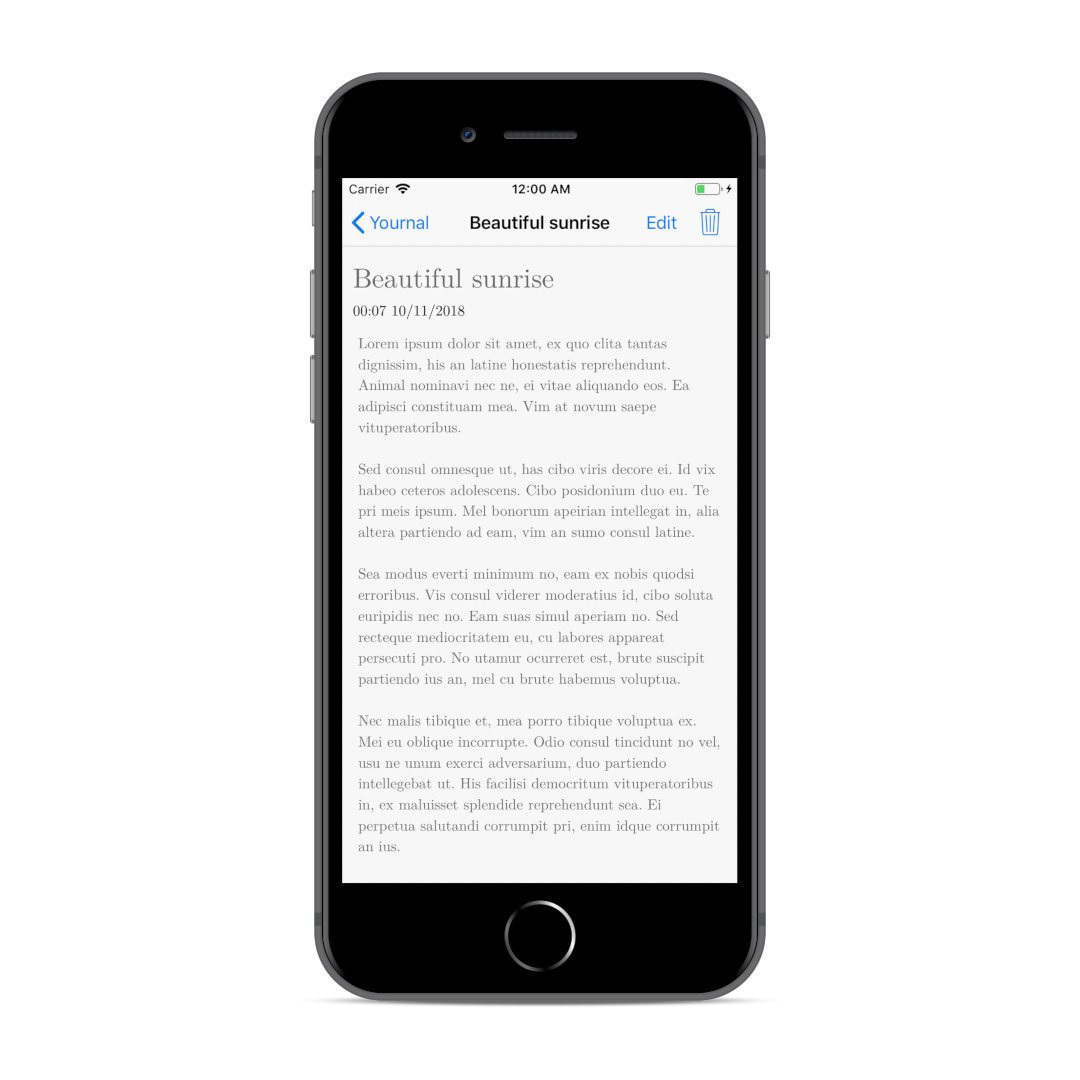 Carrier 12:00 AM
Yournal Beautiful sunrise Edit
Beautiful sunrise
00:07 10/11/2018
Lorem ipsum dolor sit amet, ex quo clita tantas
dignissim, his an latine honestatis reprehendunt.
Animal nominavi nec ne, ei vitae aliquando eos. Ea
adipisci constituam mea. Vim at novum saepe
vituperatoribus.
Sed consul omnesque ut, has cibo viris decore ei. Id vix
habeo ceteros adolescens. Cibo posidonium duo eu. Te
pri meis ipsum. Mel bonorum apeirian intellegat in, alia
altera partiendo ad eam, vim an sumo consul latine.
Sea modus everti minimum no, eam ex nobis quodsi
erroribus. Vis consul viderer moderatius id, cibo soluta
euripidis nec no. Eam suas simul aperiam no. Sed
recteque mediocritatem eu, cu labores appareat
persecuti pro. No utamur ocurreret est, brute suscipit
partiendo ius an, mel cu brute habemus voluptua.
Nec malis tibique et, mea porro tibique voluptua ex.
Mei eu oblique incorrupte. Odio consul tincidunt no vel,
usu ne unum exerci adversarium, duo partiendo
intellegebat ut. His facilisi democritum vituperatoribus
in, ex maluisset splendide reprehendunt sea. Ei
perpetua salutandi corrumpit pri, enim idque corrumpit
an ius.